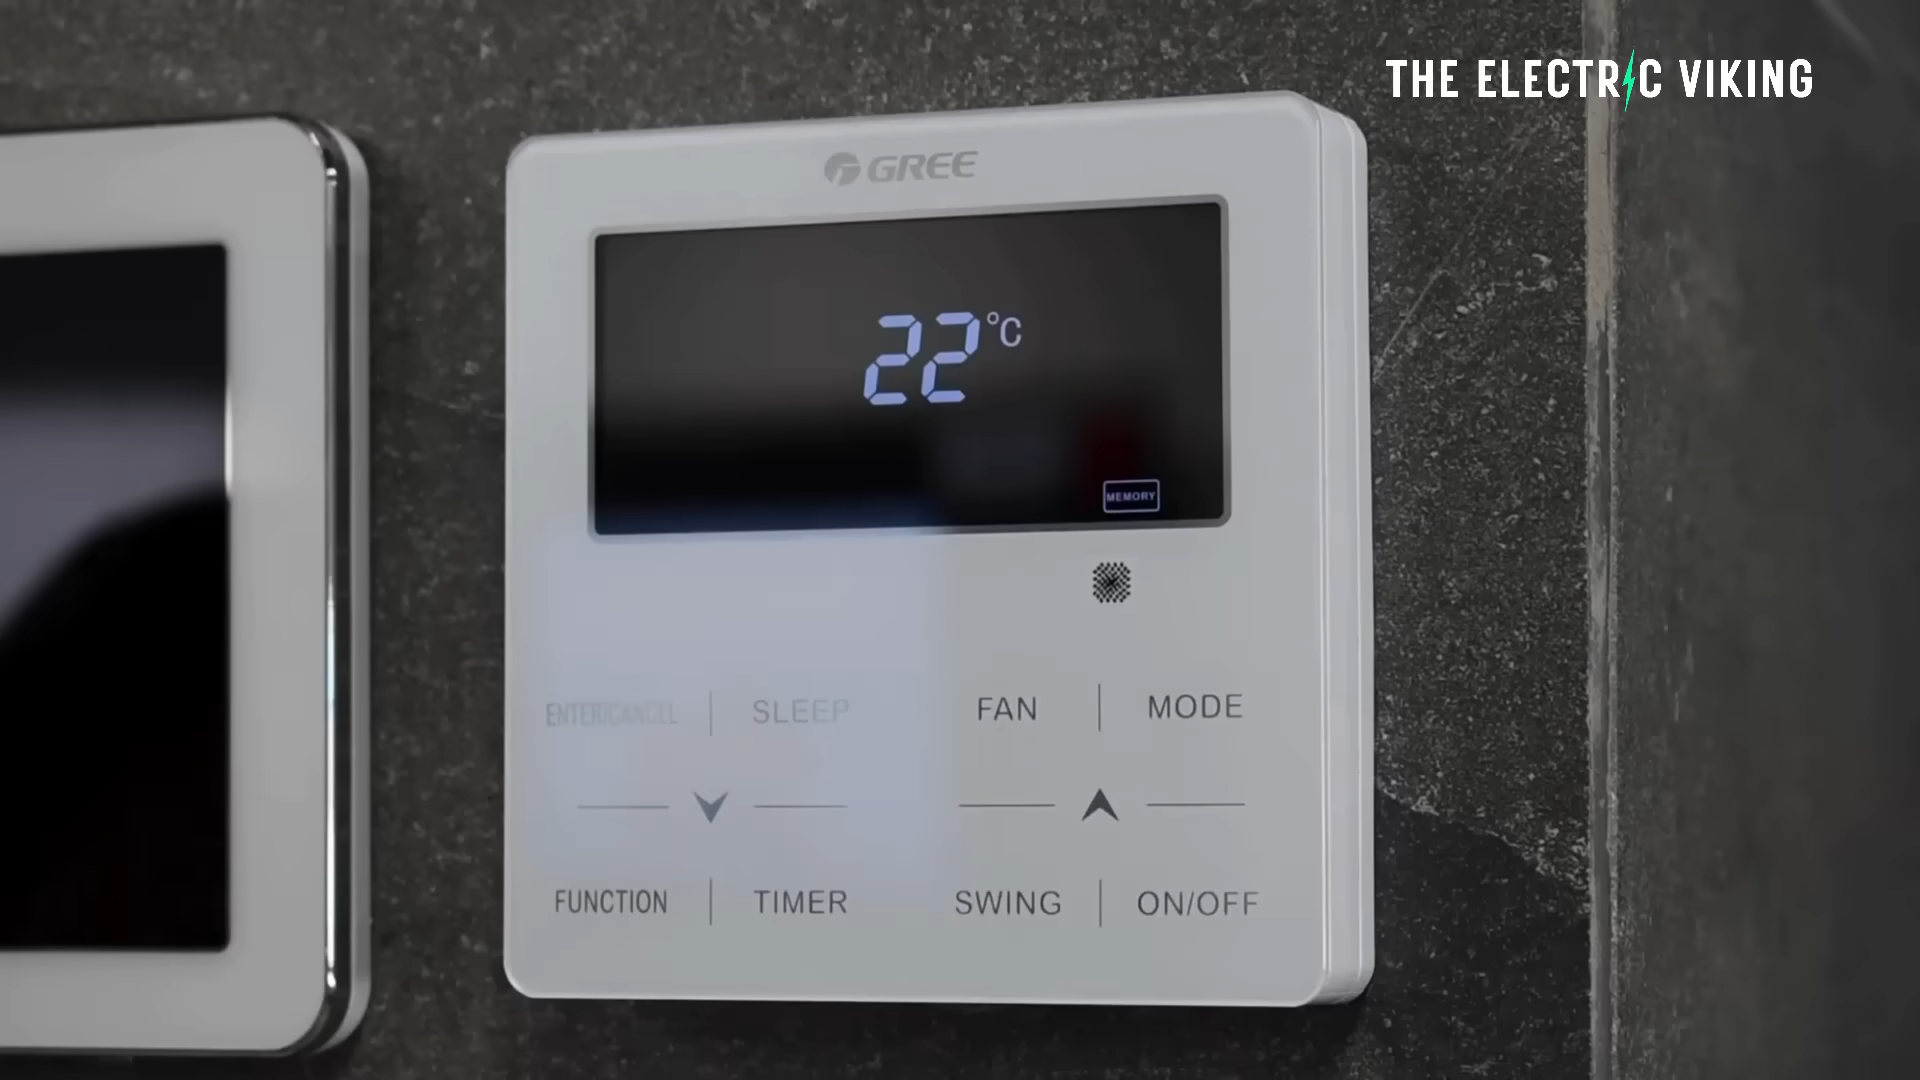 THE ELECTRIC VIKING
GREE
22°C
MEMORY
ENTER/CANCEL SLEEP FAN MODE
FUNCTION TIMER SWING ON/OFF